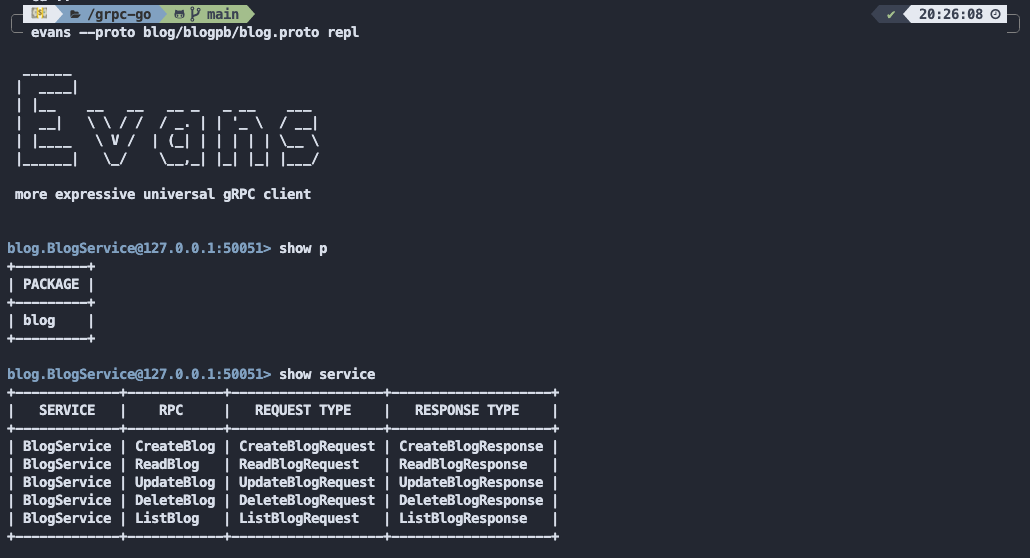 /grpc-go main ✔ 20:26:08
evans --proto blog/blogpb/blog.proto repl
Evans
more expressive universal gRPC client
blog.BlogService@127.0.0.1:50051> show p
+---------+
| PACKAGE |
+---------+
| blog    |
+---------+
blog.BlogService@127.0.0.1:50051> show service
+-------------+------------+-------------------+--------------------+
|   SERVICE   |    RPC     |   REQUEST TYPE    |   RESPONSE TYPE    |
+-------------+------------+-------------------+--------------------+
| BlogService | CreateBlog | CreateBlogRequest | CreateBlogResponse |
| BlogService | ReadBlog   | ReadBlogRequest   | ReadBlogResponse   |
| BlogService | UpdateBlog | UpdateBlogRequest | UpdateBlogResponse |
| BlogService | DeleteBlog | DeleteBlogRequest | DeleteBlogResponse |
| BlogService | ListBlog   | ListBlogRequest   | ListBlogResponse   |
+-------------+------------+-------------------+--------------------+